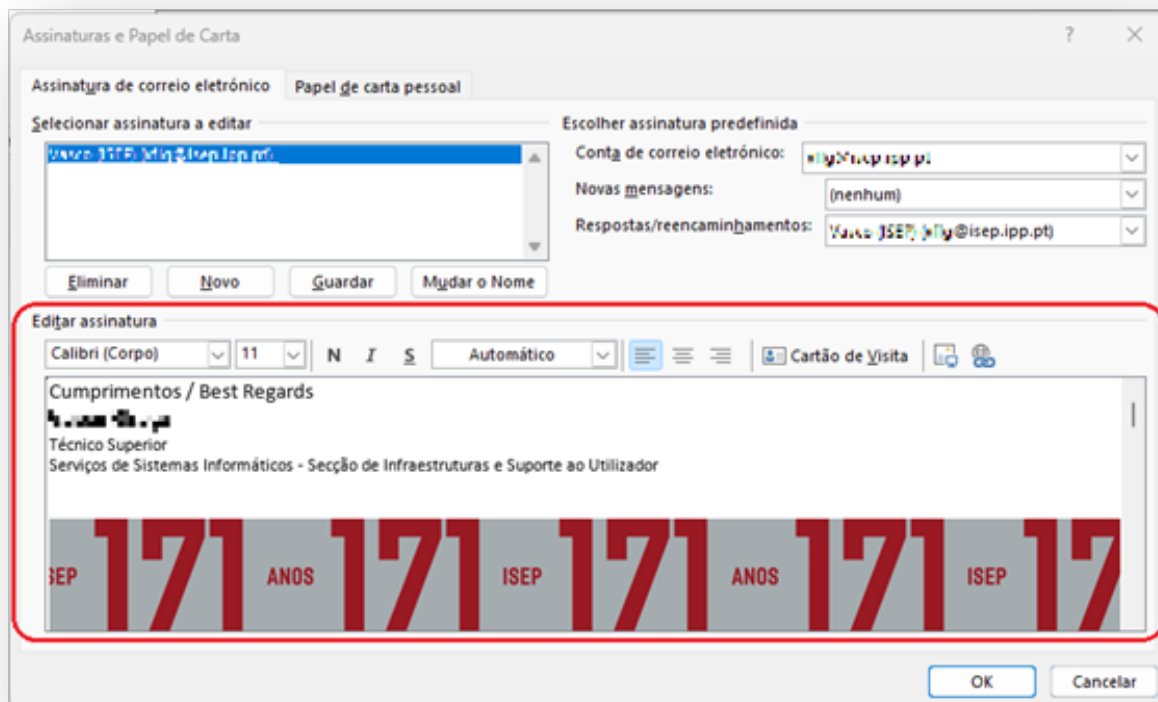 Assinaturas e Papel de Carta
Assinatura de correio eletrónico
Papel de carta pessoal
Selecionar assinatura a editar
Eliminar
Novo
Guardar
Mudar o Nome
Escolher assinatura predefinida
Conta de correio eletrónico:
Novas mensagens: (nenhum)
Respostas/reencaminhamentos: @isep.ipp.pt)
Editar assinatura
Calibri (Corpo) 11 N I S Automático Cartão de Visita
Cumprimentos / Best Regards
Técnico Superior
Serviços de Sistemas Informáticos - Secção de Infraestruturas e Suporte ao Utilizador
171 ANOS 171 ISEP 171 ANOS 171 ISEP
OK
Cancelar